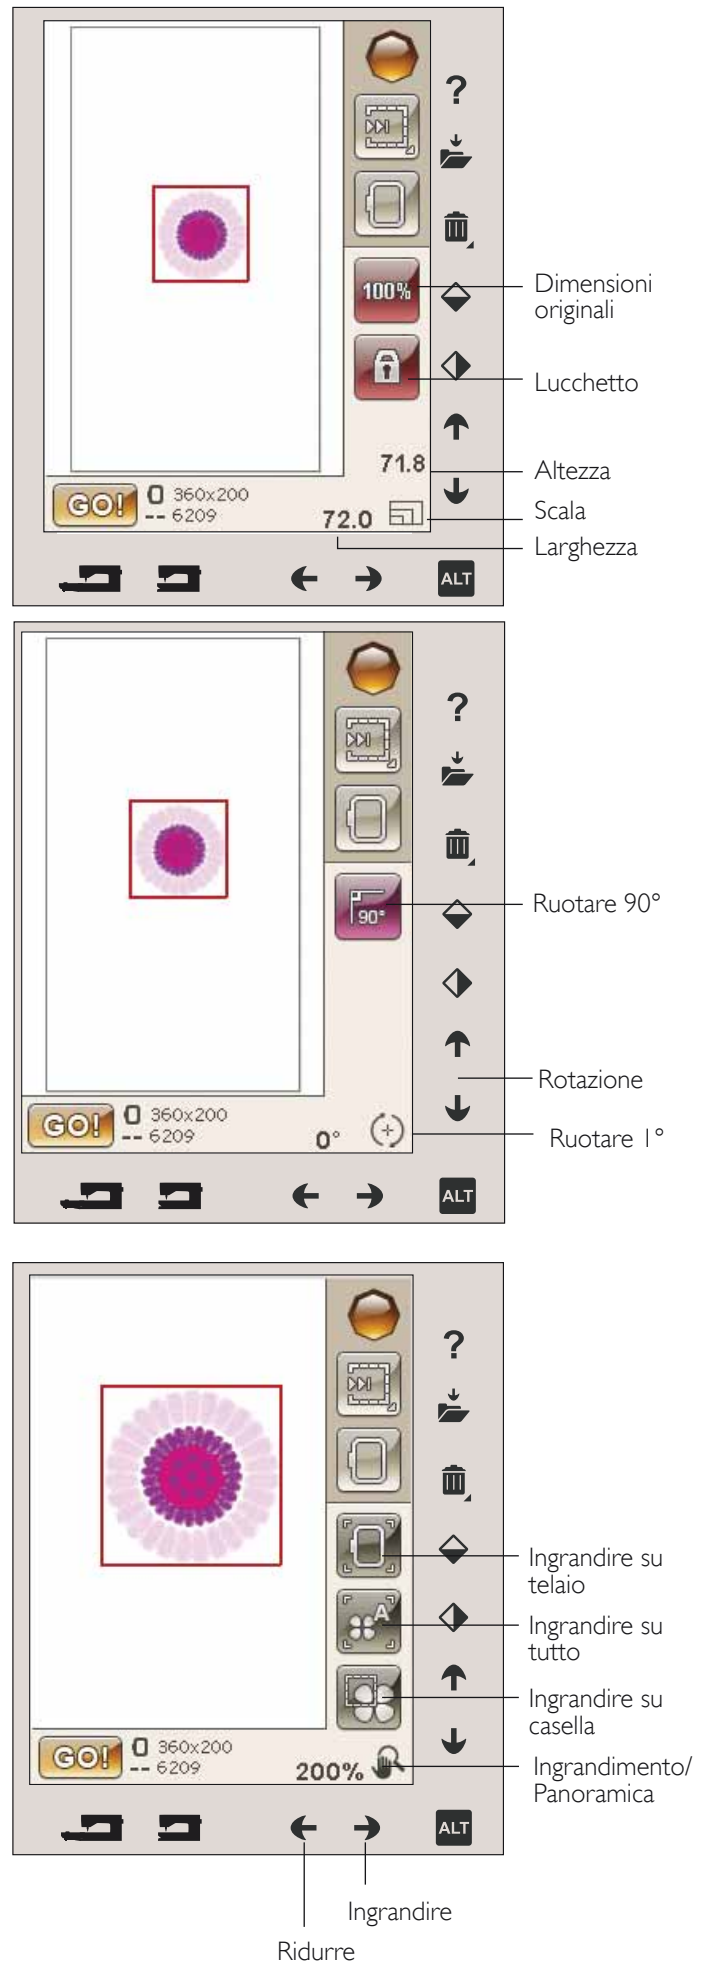 ?
100%
Dimensioni
originali
Lucchetto
71.8
Altezza
GO!
360x200
-- 6209
72.0
Scala
Larghezza
ALT
?
90°
Ruotare 90°
Rotazione
GO!
360x200
-- 6209
0°
Ruotare 1°
ALT
?
Ingrandire su
telaio
A
Ingrandire su
tutto
Ingrandire su
casella
GO!
360x200
-- 6209
200%
Ingrandimento/
Panoramica
ALT
Ingrandire
Ridurre